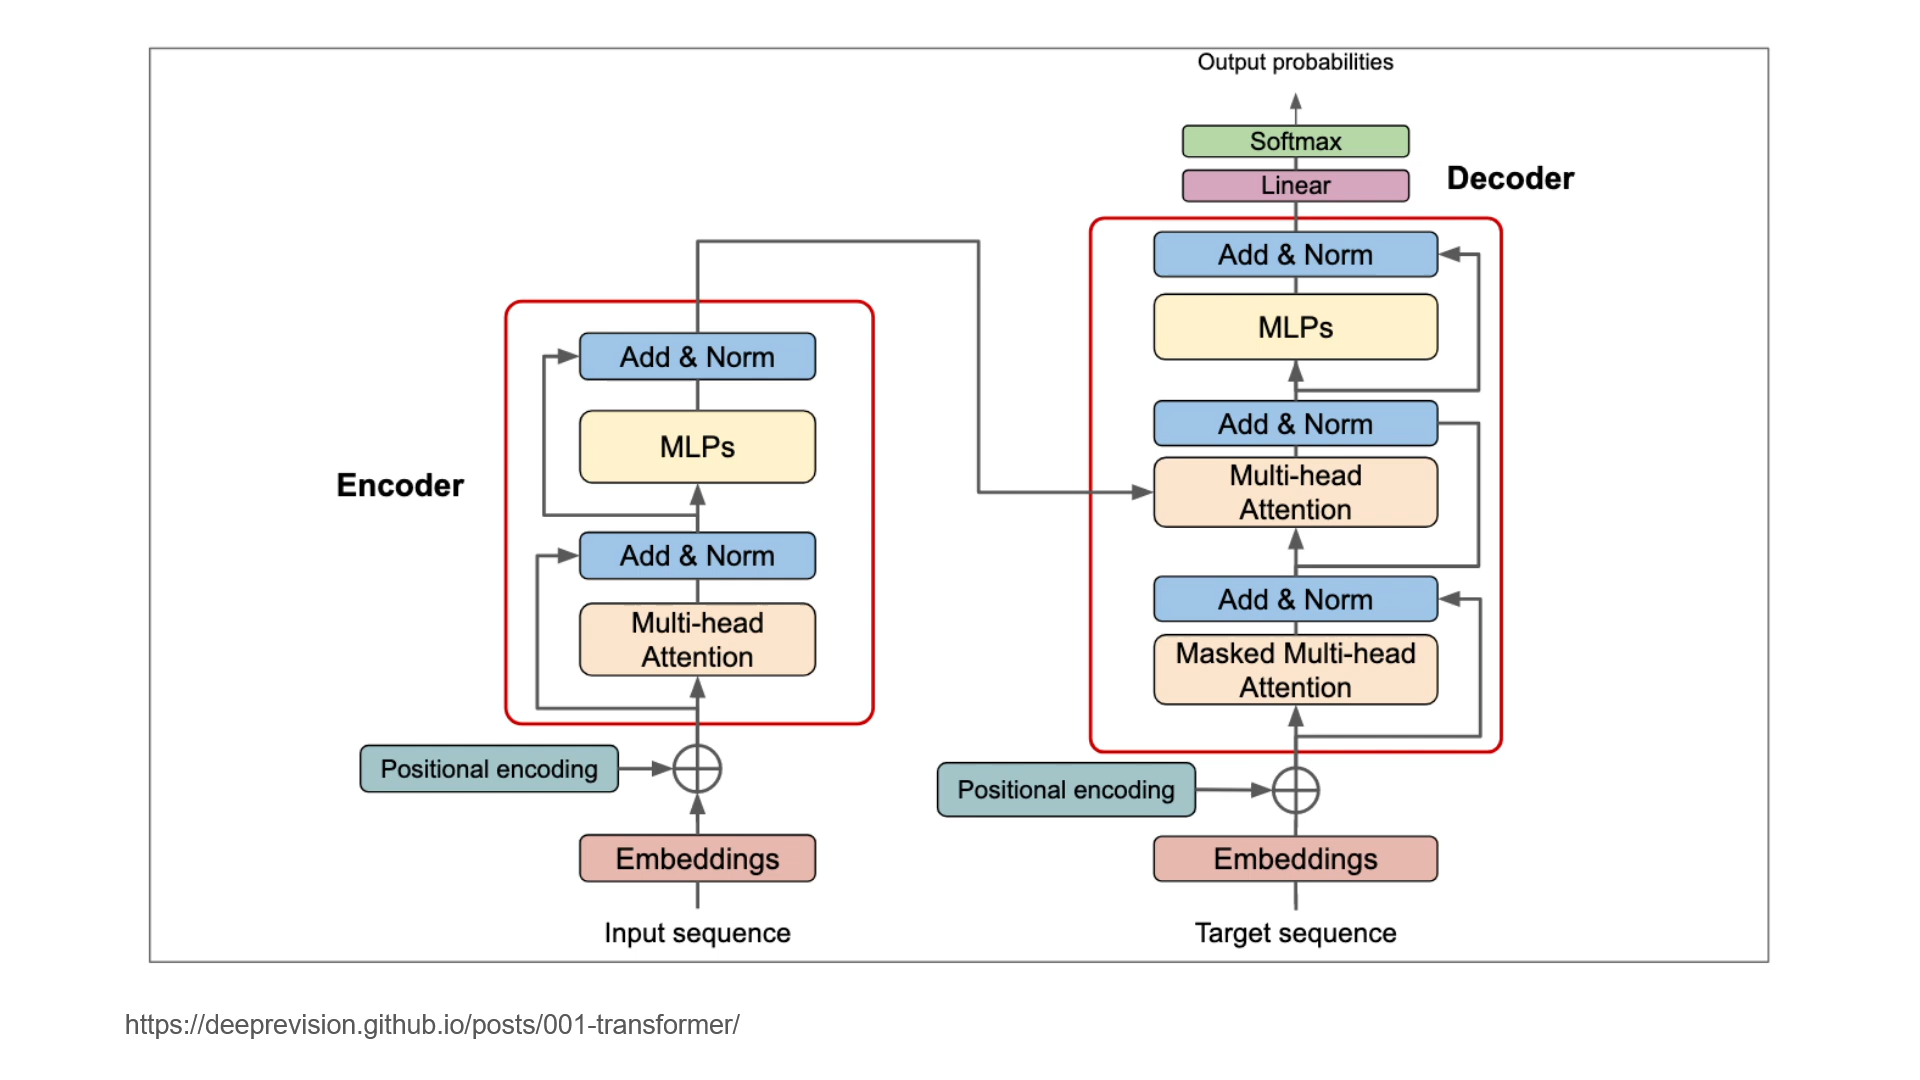 Output probabilities
Softmax
Linear
Decoder
Add & Norm
MLPs
Add & Norm
Multi-head
Attention
Add & Norm
Masked Multi-head
Attention
Positional encoding
Embeddings
Target sequence
Encoder
Add & Norm
MLPs
Add & Norm
Multi-head
Attention
Positional encoding
Embeddings
Input sequence
https://deeprevision.github.io/posts/001-transformer/